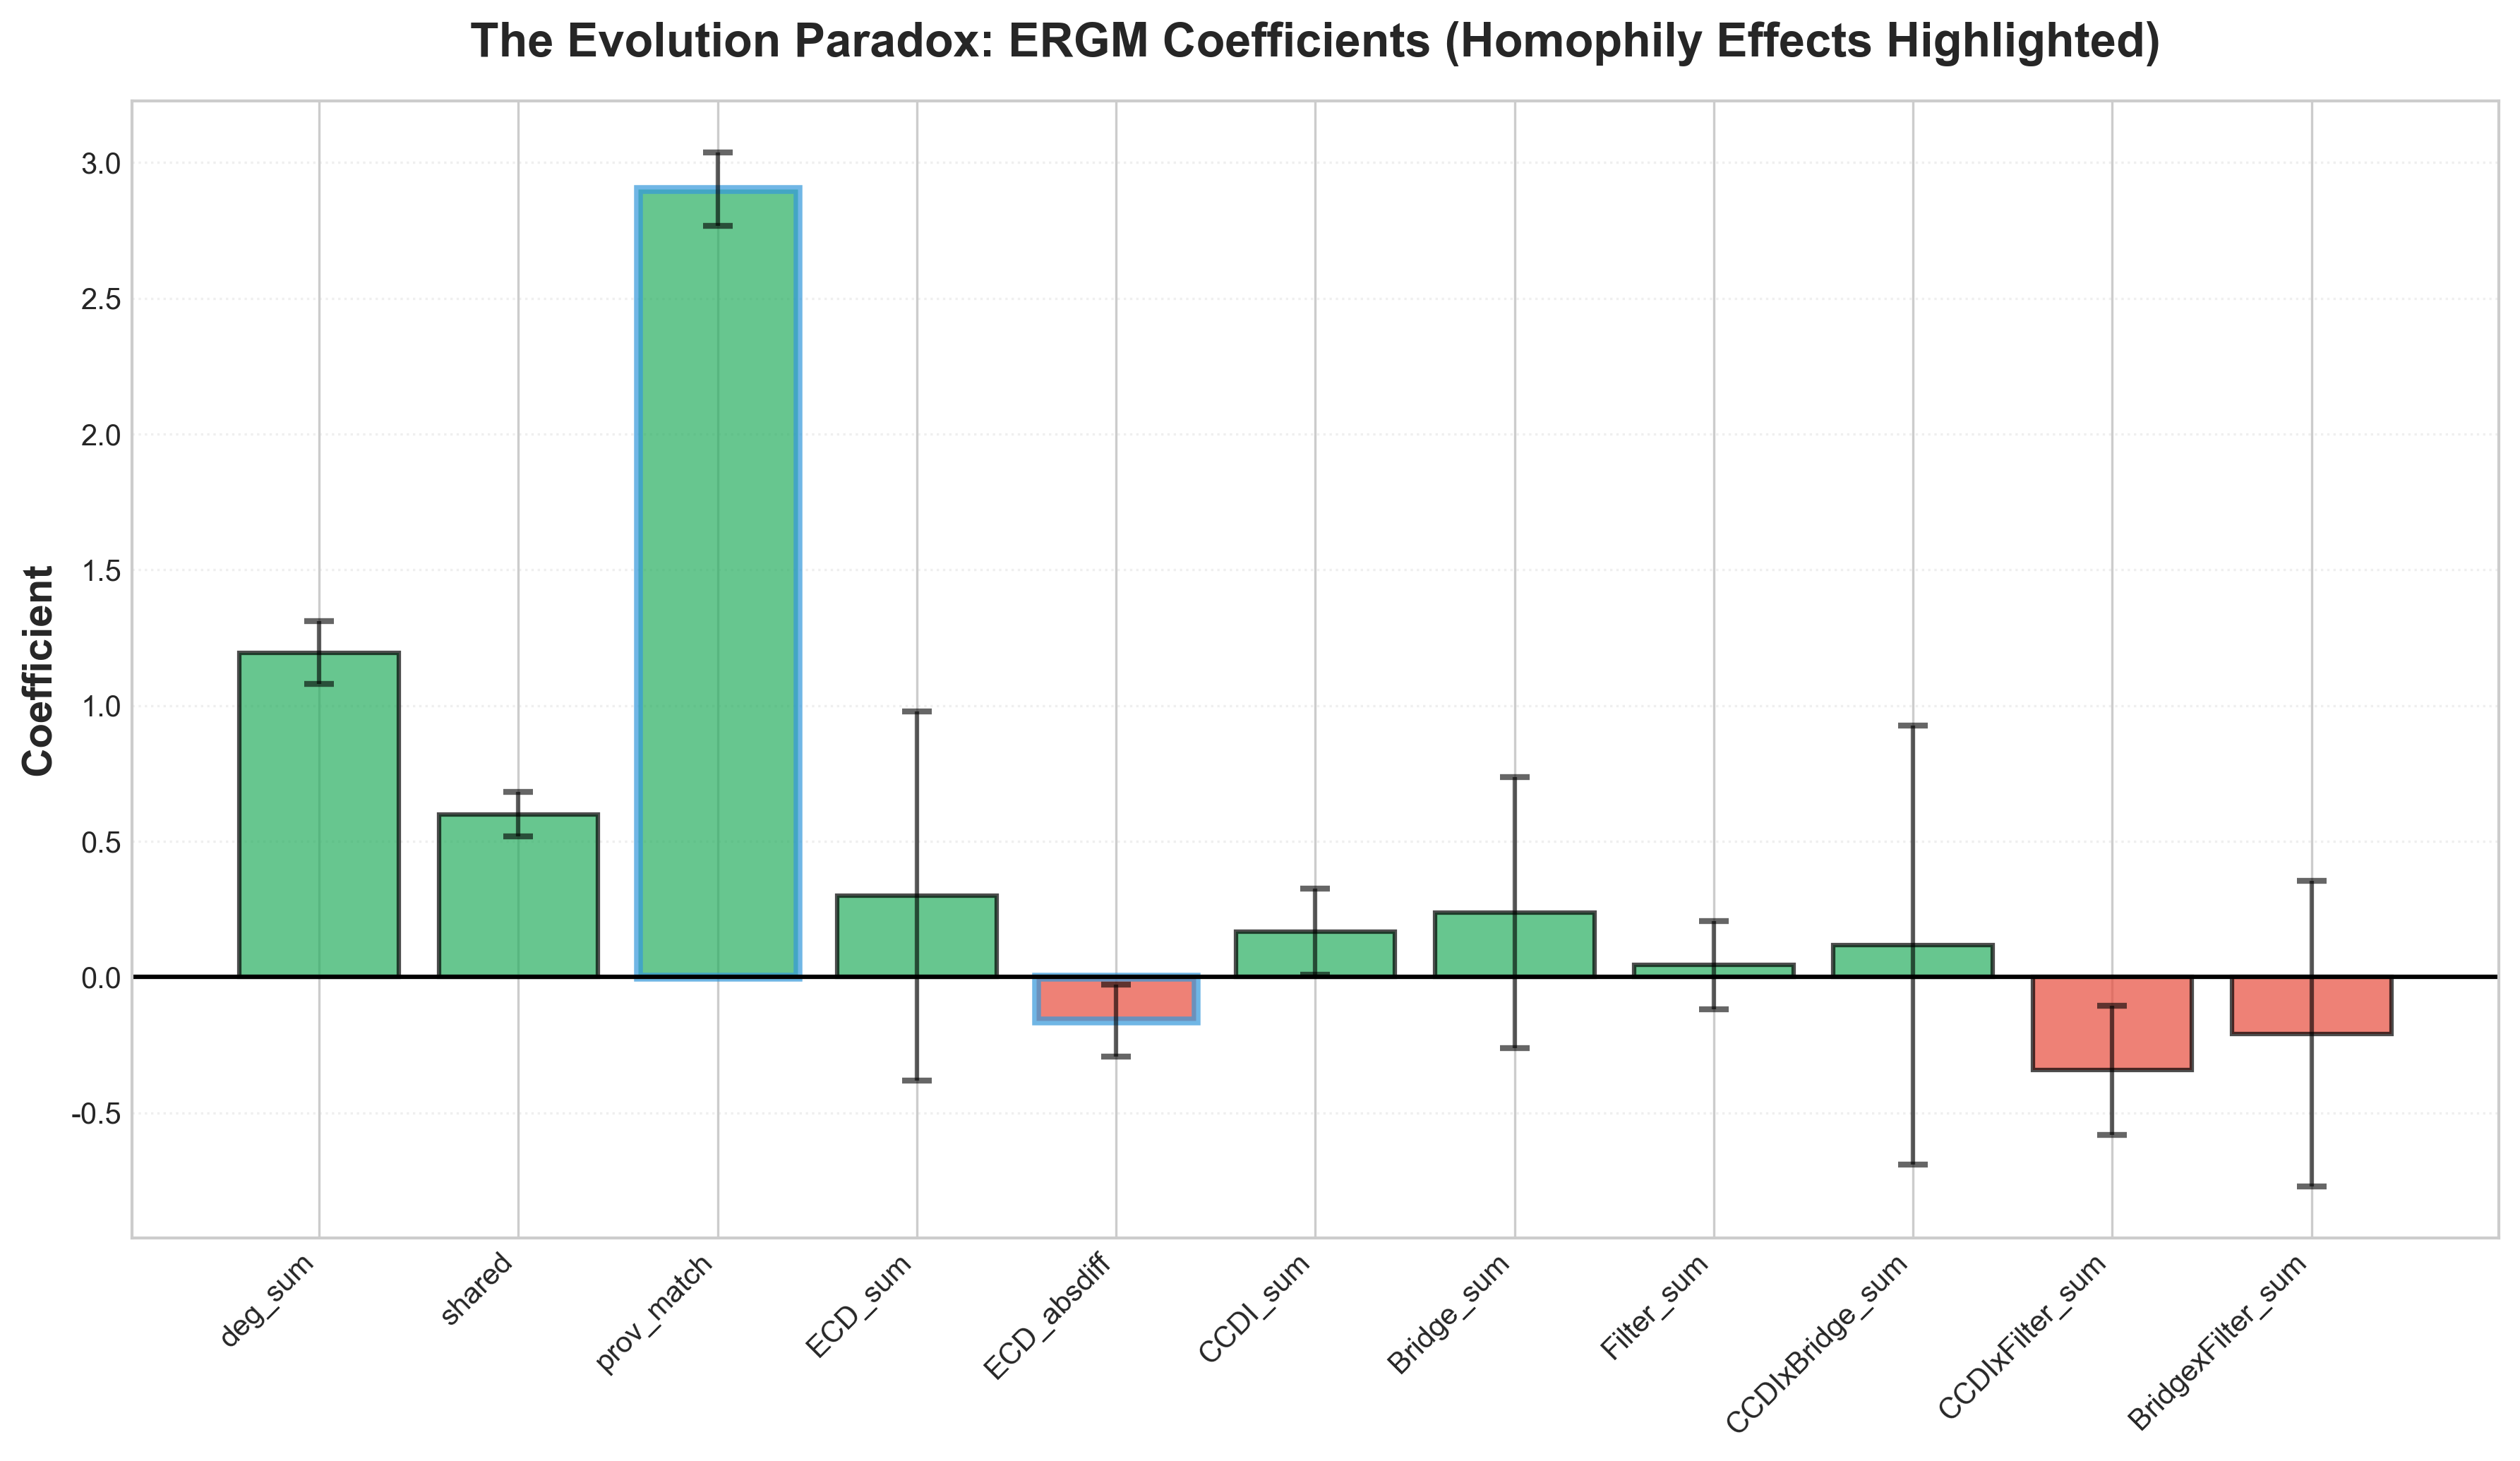 The Evolution Paradox: ERGM Coefficients (Homophily Effects Highlighted)
Coefficient
3.0
2.5
2.0
1.5
1.0
0.5
0.0
-0.5
deg_sum
shared
prov_match
ECD_sum
ECD_absdiff
CCDI_sum
Bridge_sum
Filter_sum
CCDIxBridge_sum
CCDIxFilter_sum
BridgexFilter_sum